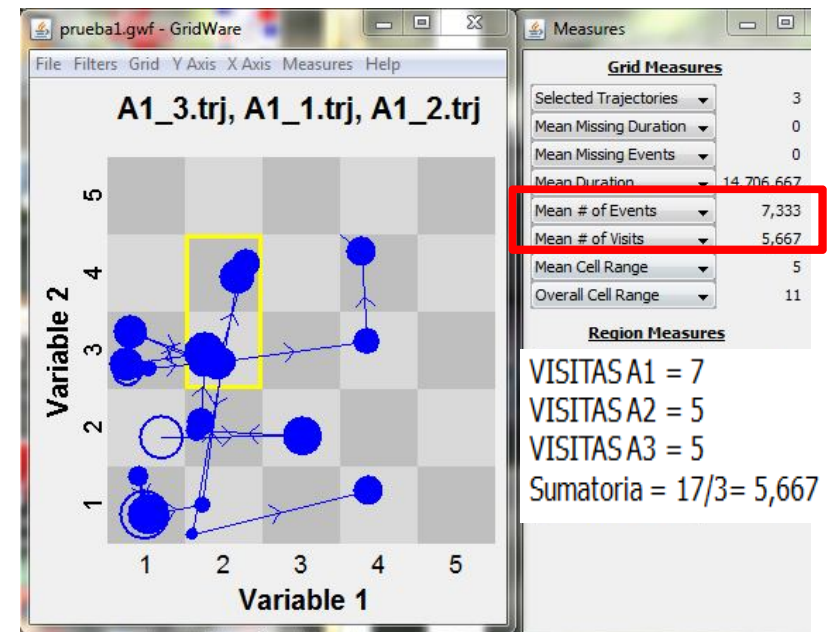 prueba1.gwf - GridWare
File Filters Grid Y Axis X Axis Measures Help
A1_3.trj, A1_1.trj, A1_2.trj
5
4
3
2
1
Variable 2
1 2 3 4 5
Variable 1
Measures
Grid Measures
Selected Trajectories 3
Mean Missing Duration 0
Mean Missing Events 0
Mean Duration 14.706,667
Mean # of Events 7,333
Mean # of Visits 5,667
Mean Cell Range 5
Overall Cell Range 11
Region Measures
VISITAS A1 = 7
VISITAS A2 = 5
VISITAS A3 = 5
Sumatoria = 17/3= 5,667